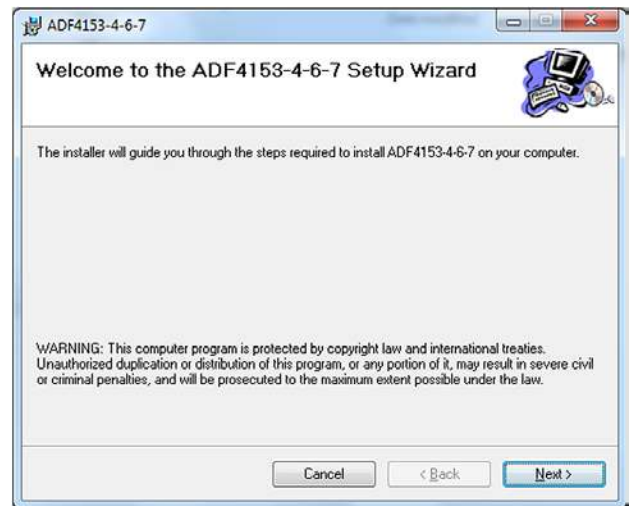 ADF4153-4-6-7
Welcome to the ADF4153-4-6-7 Setup Wizard
The installer will guide you through the steps required to install ADF4153-4-6-7 on your computer.
WARNING: This computer program is protected by copyright law and international treaties.
Unauthorized duplication or distribution of this program, or any portion of it, may result in severe civil
or criminal penalties, and will be prosecuted to the maximum extent possible under the law.
Cancel
< Back
Next >